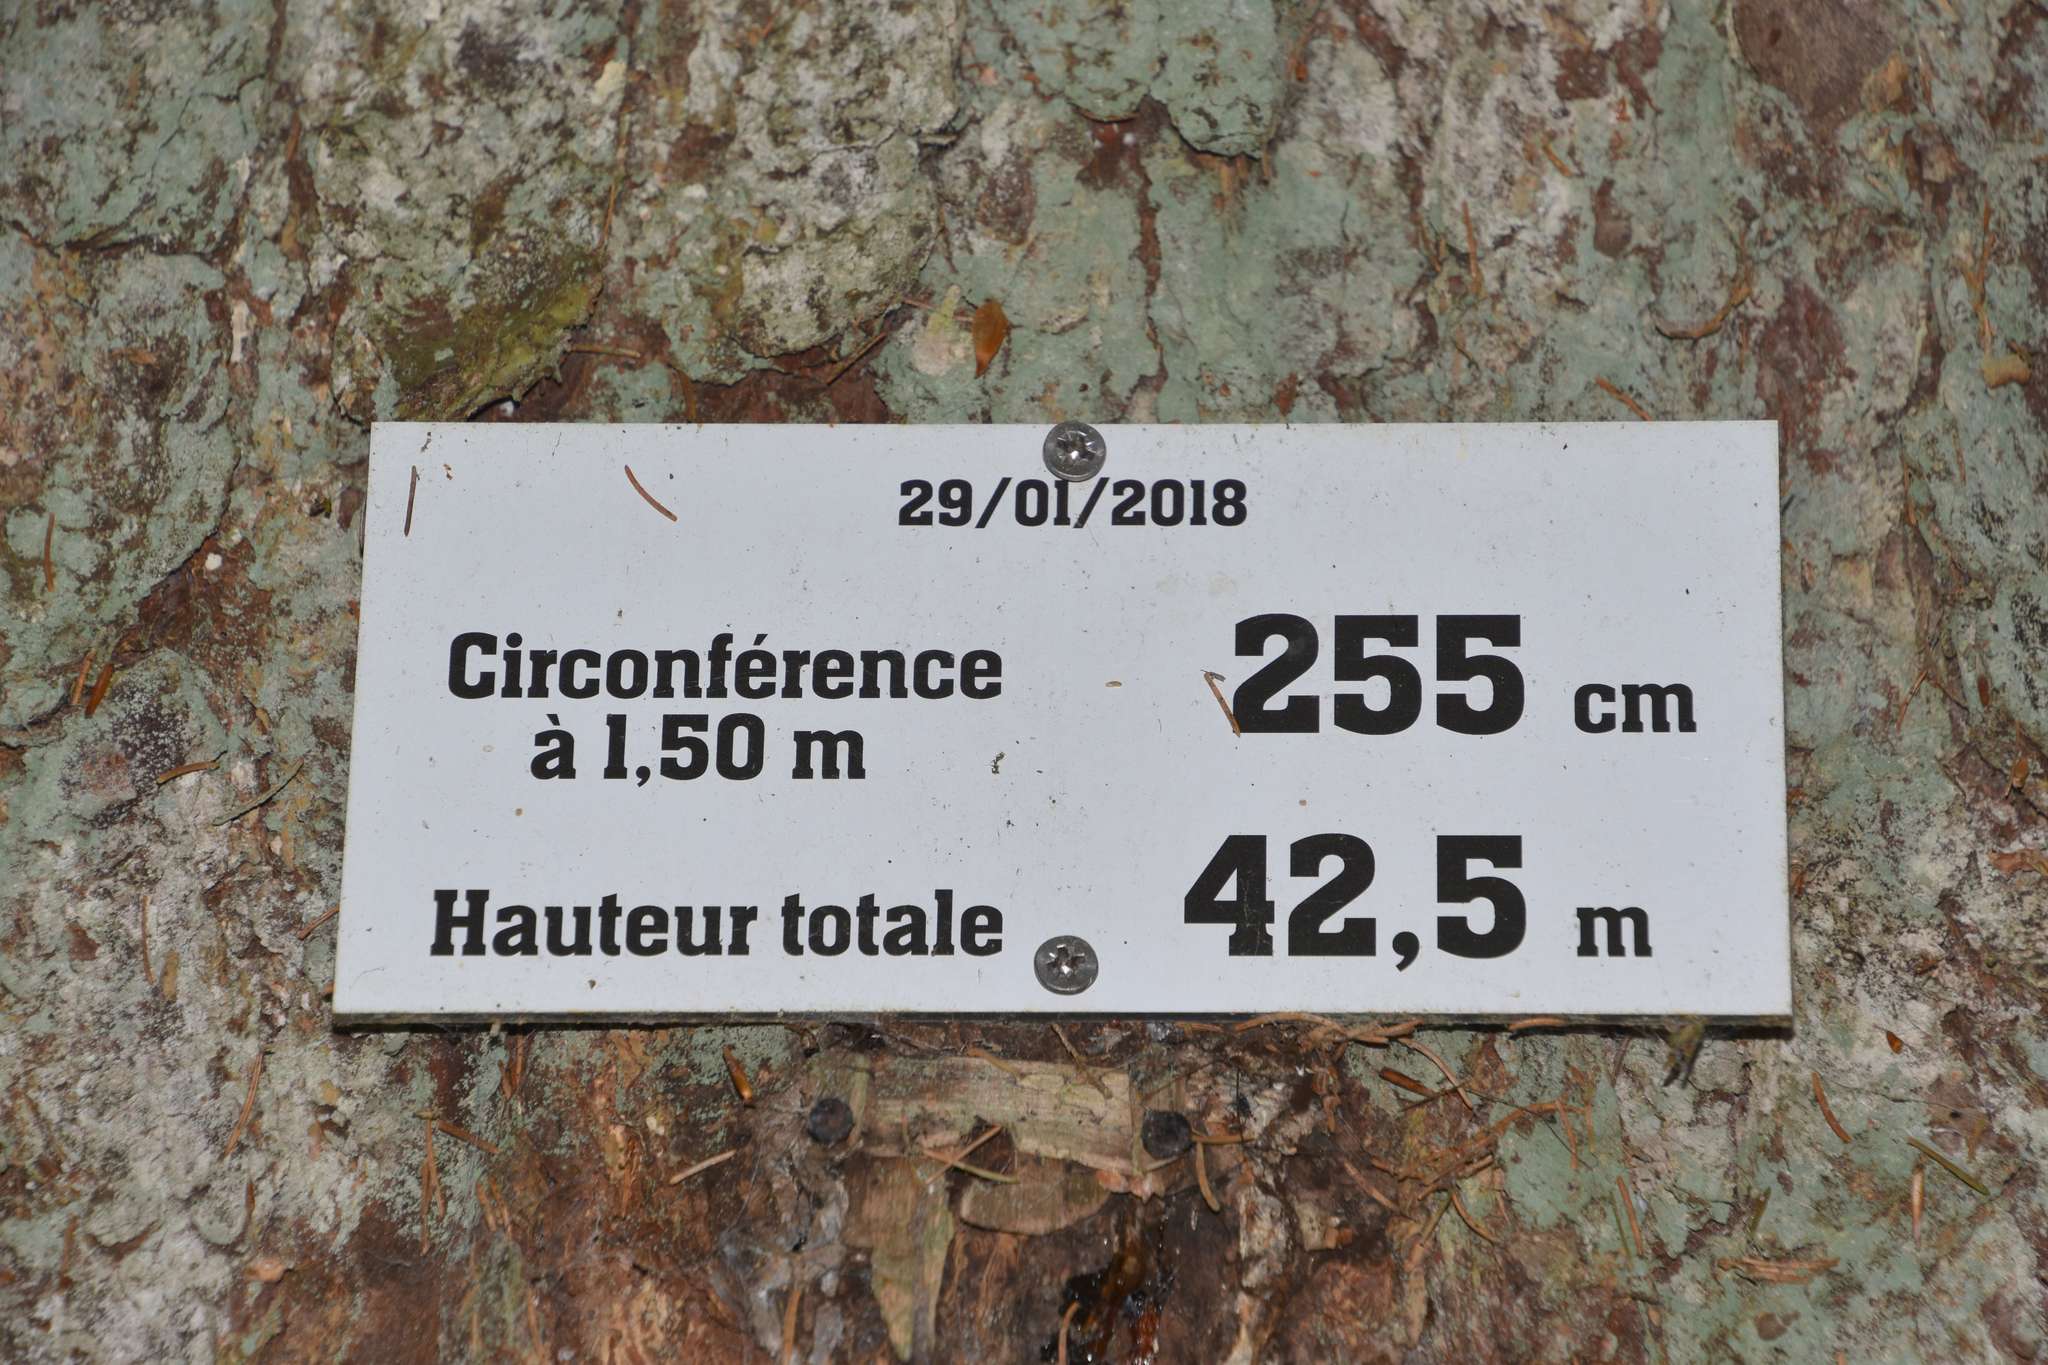 29/01/2018
Circonférence 255 cm
à 1,50 m
Hauteur totale 42,5 m